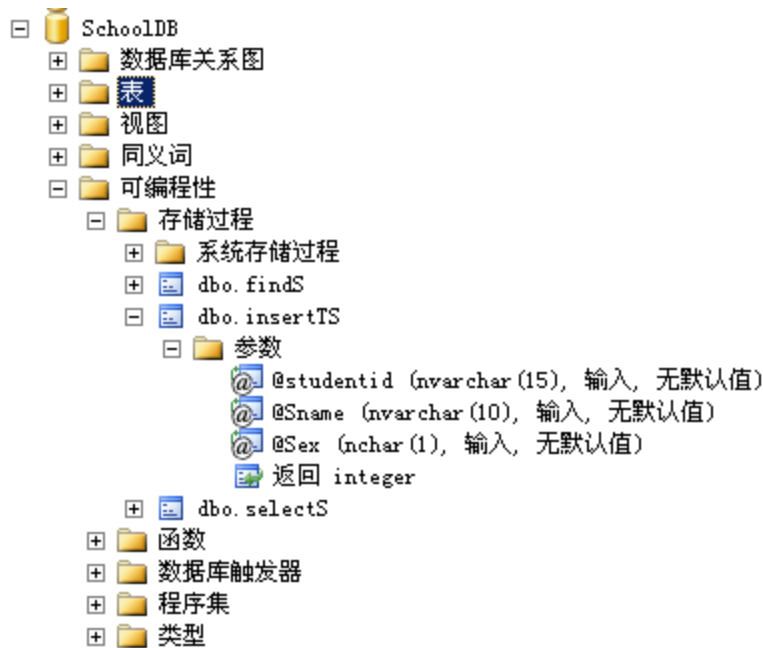 SchoolDB
数据库关系图
表
视图
同义词
可编程性
存储过程
系统存储过程
dbo.findS
dbo.insertTS
参数
@studentid (nvarchar(15), 输入, 无默认值)
@Sname (nvarchar(10), 输入, 无默认值)
@Sex (nchar(1), 输入, 无默认值)
返回 integer
dbo.selectS
函数
数据库触发器
程序集
类型